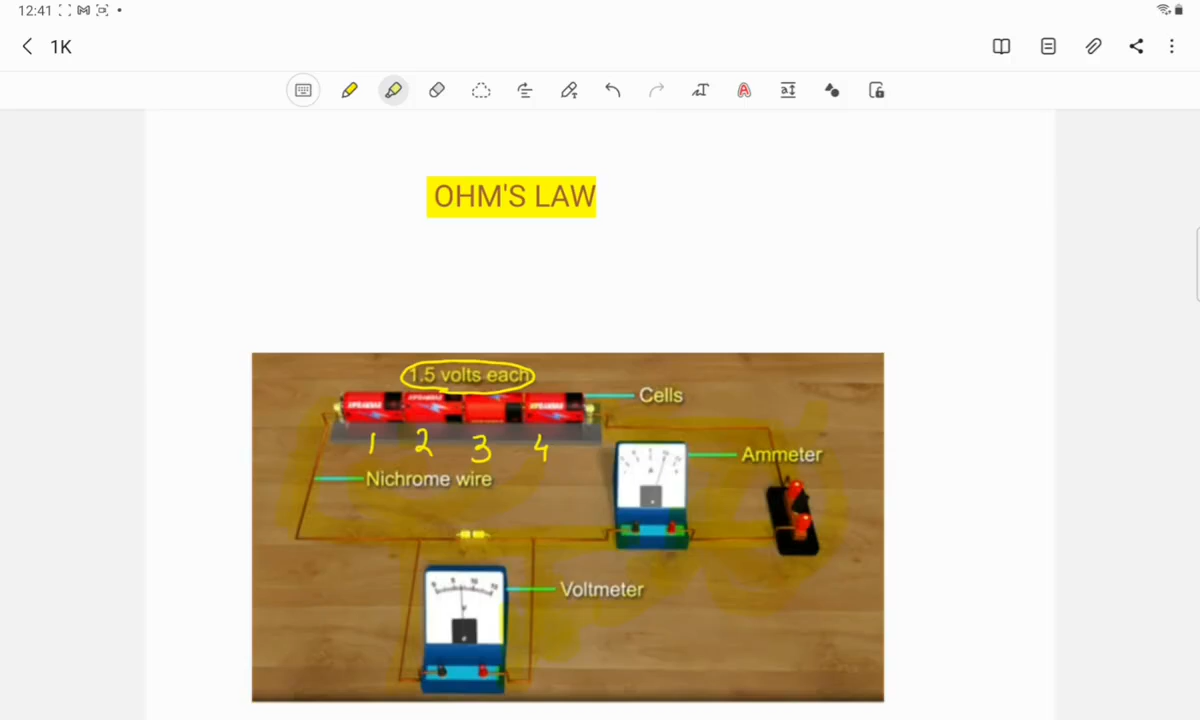 12:41
1K
OHM'S LAW
1.5 volts each
Cells
1 2 3 4
Ammeter
Nichrome wire
Voltmeter